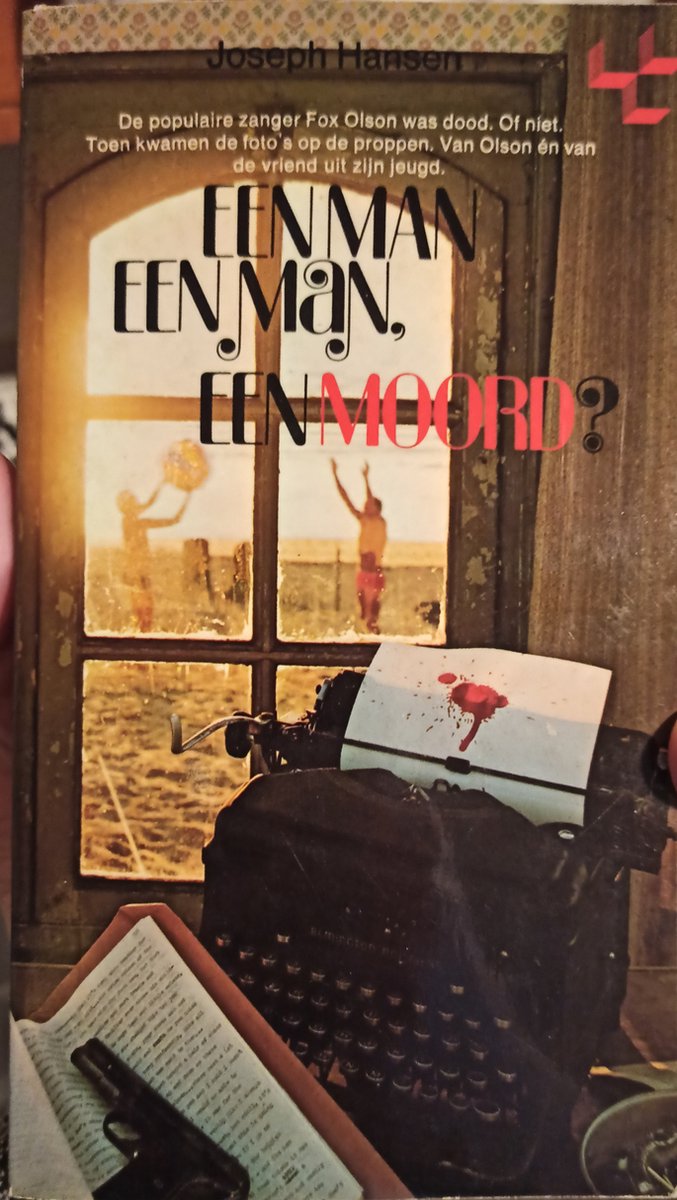 Joseph Hansen
De populaire zanger Fox Olson was dood. Of niet.
Toen kwamen de foto's op de proppen. Van Olson én van
de vriend uit zijn jeugd.
EEN MAN
EEN MaN,
EEN MOORD?